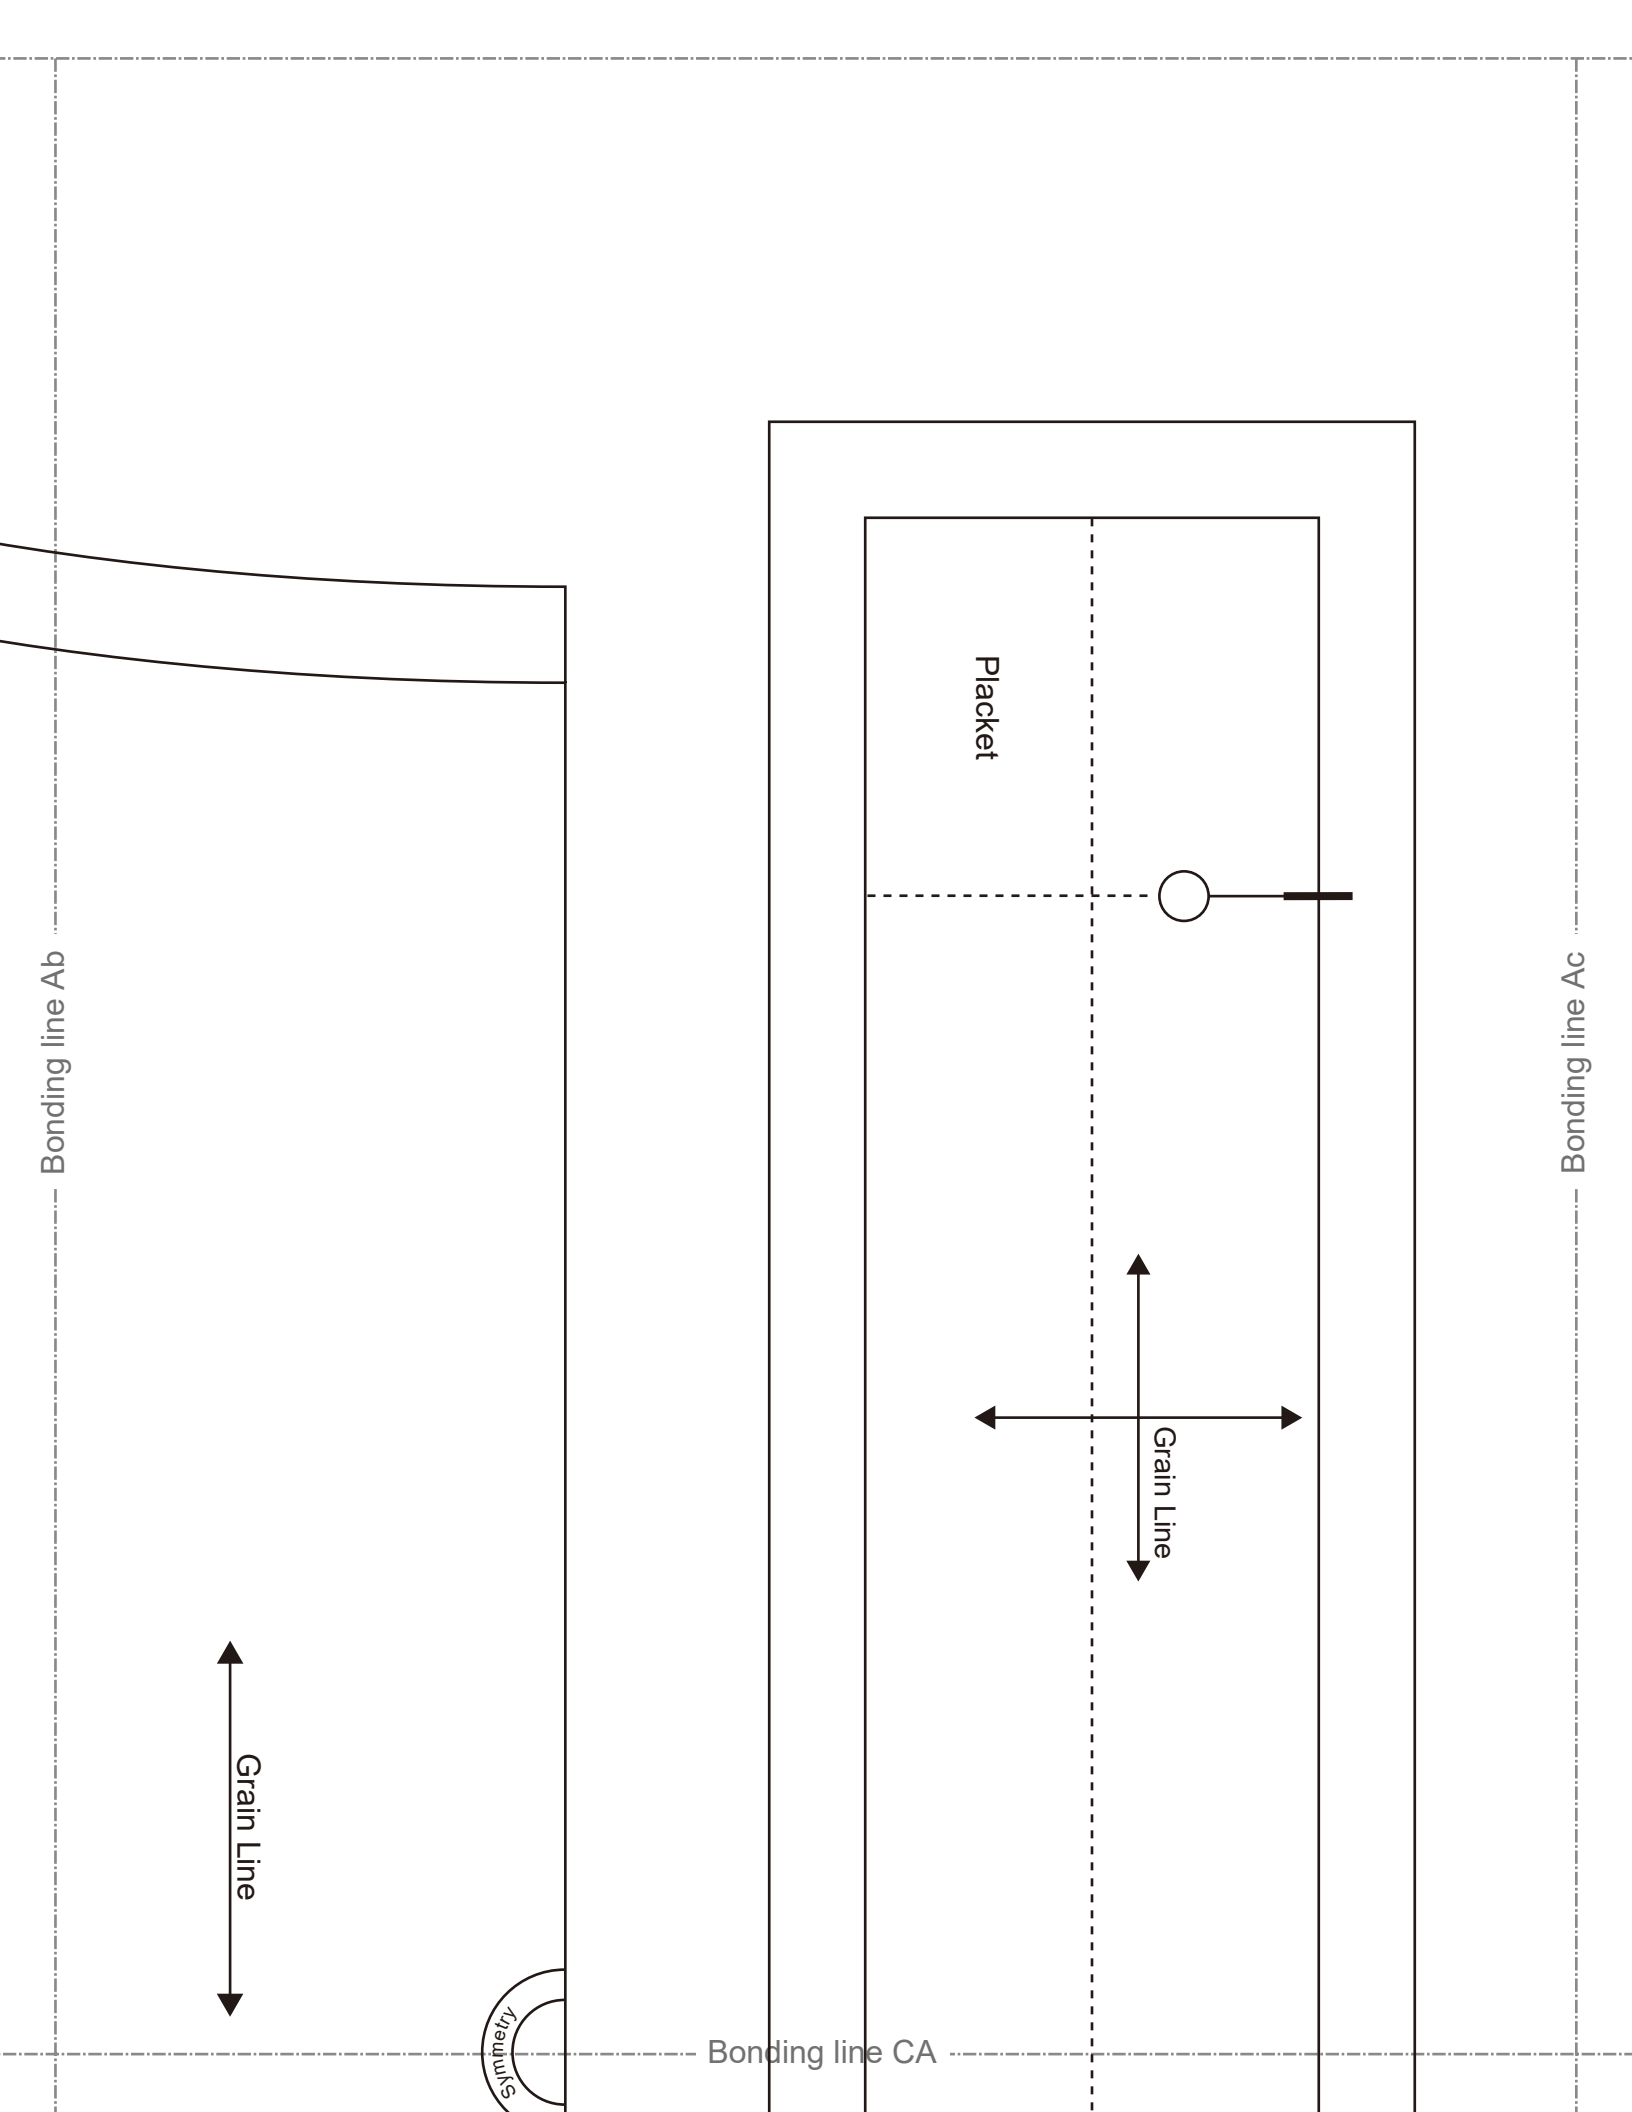 Placket
Bonding line Ab
Bonding line Ac
Grain Line
Grain Line
Symmetry
Bonding line CA